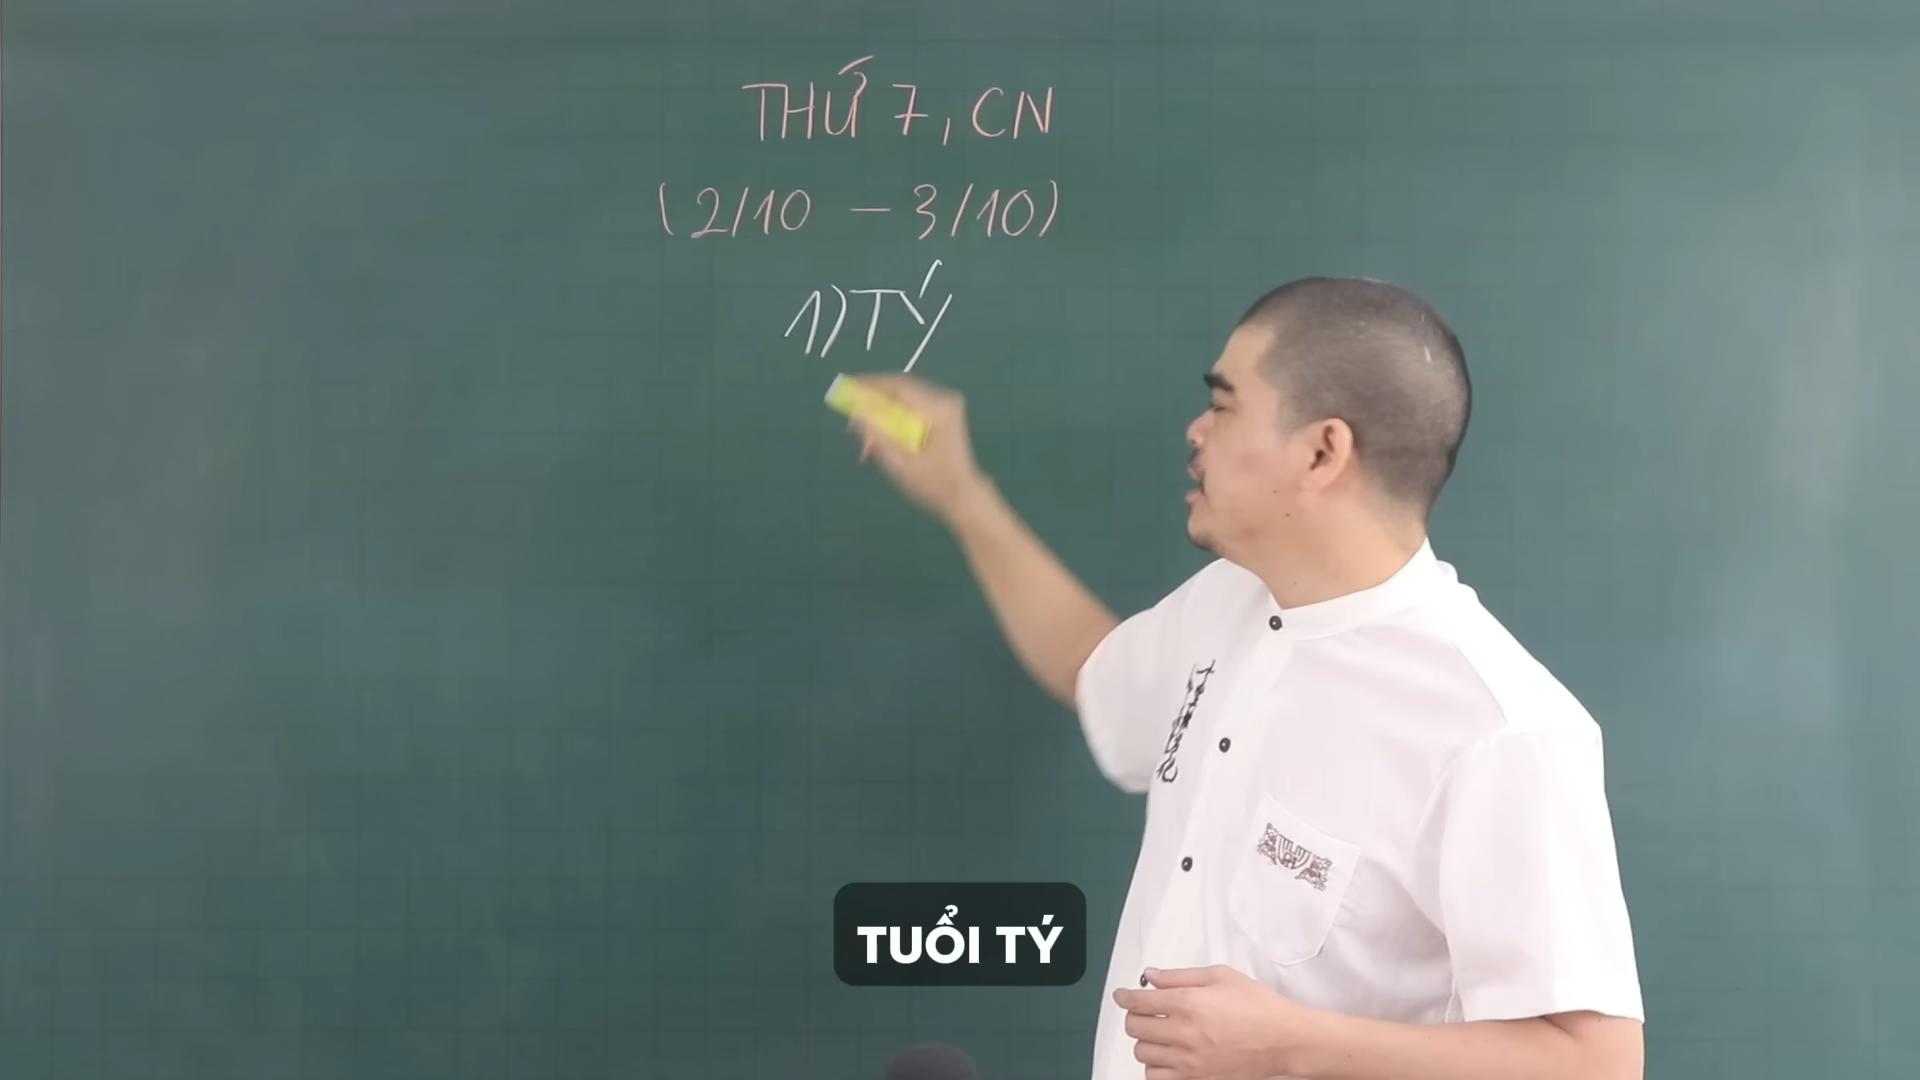 THỨ 7, CN
(2/10 – 3/10)
1) TÝ
TUỔI TÝ